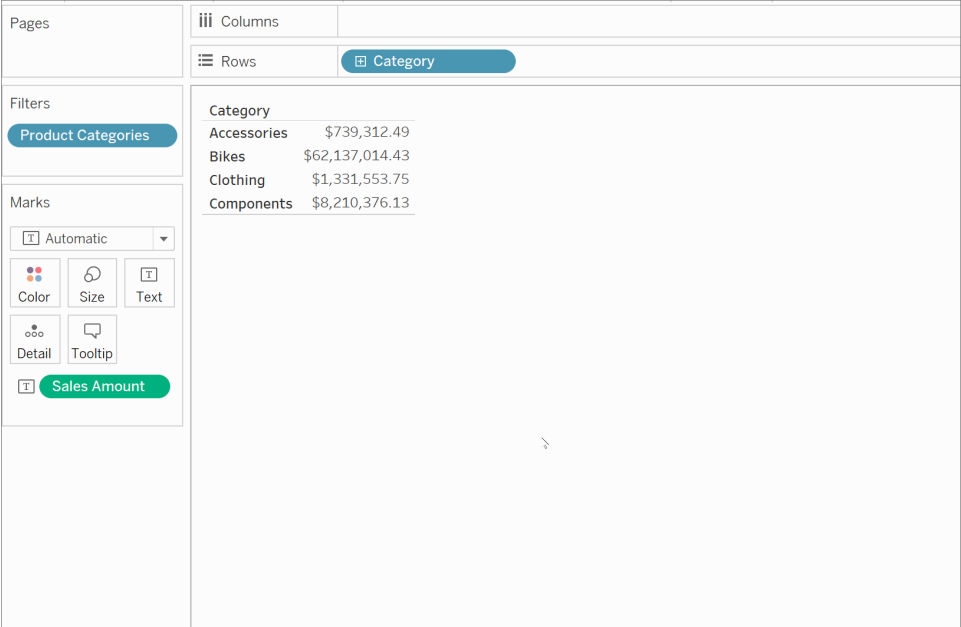 Pages
Columns
Rows
Category
Filters
Product Categories
Marks
T Automatic
Color
Size
T
Text
Detail
Tooltip
T Sales Amount
Category
Accessories $739,312.49
Bikes $62,137,014.43
Clothing $1,331,553.75
Components $8,210,376.13